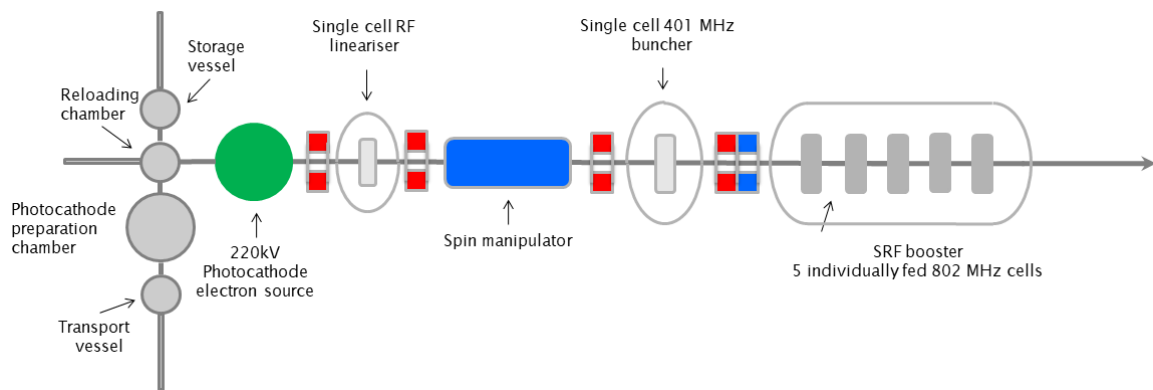 Single cell RF
lineariser
Single cell 401 MHz
buncher
Storage
vessel
Reloading
chamber
Photocathode
preparation
chamber
220kV
Photocathode
electron source
Spin manipulator
SRF booster
5 individually fed 802 MHz cells
Transport
vessel